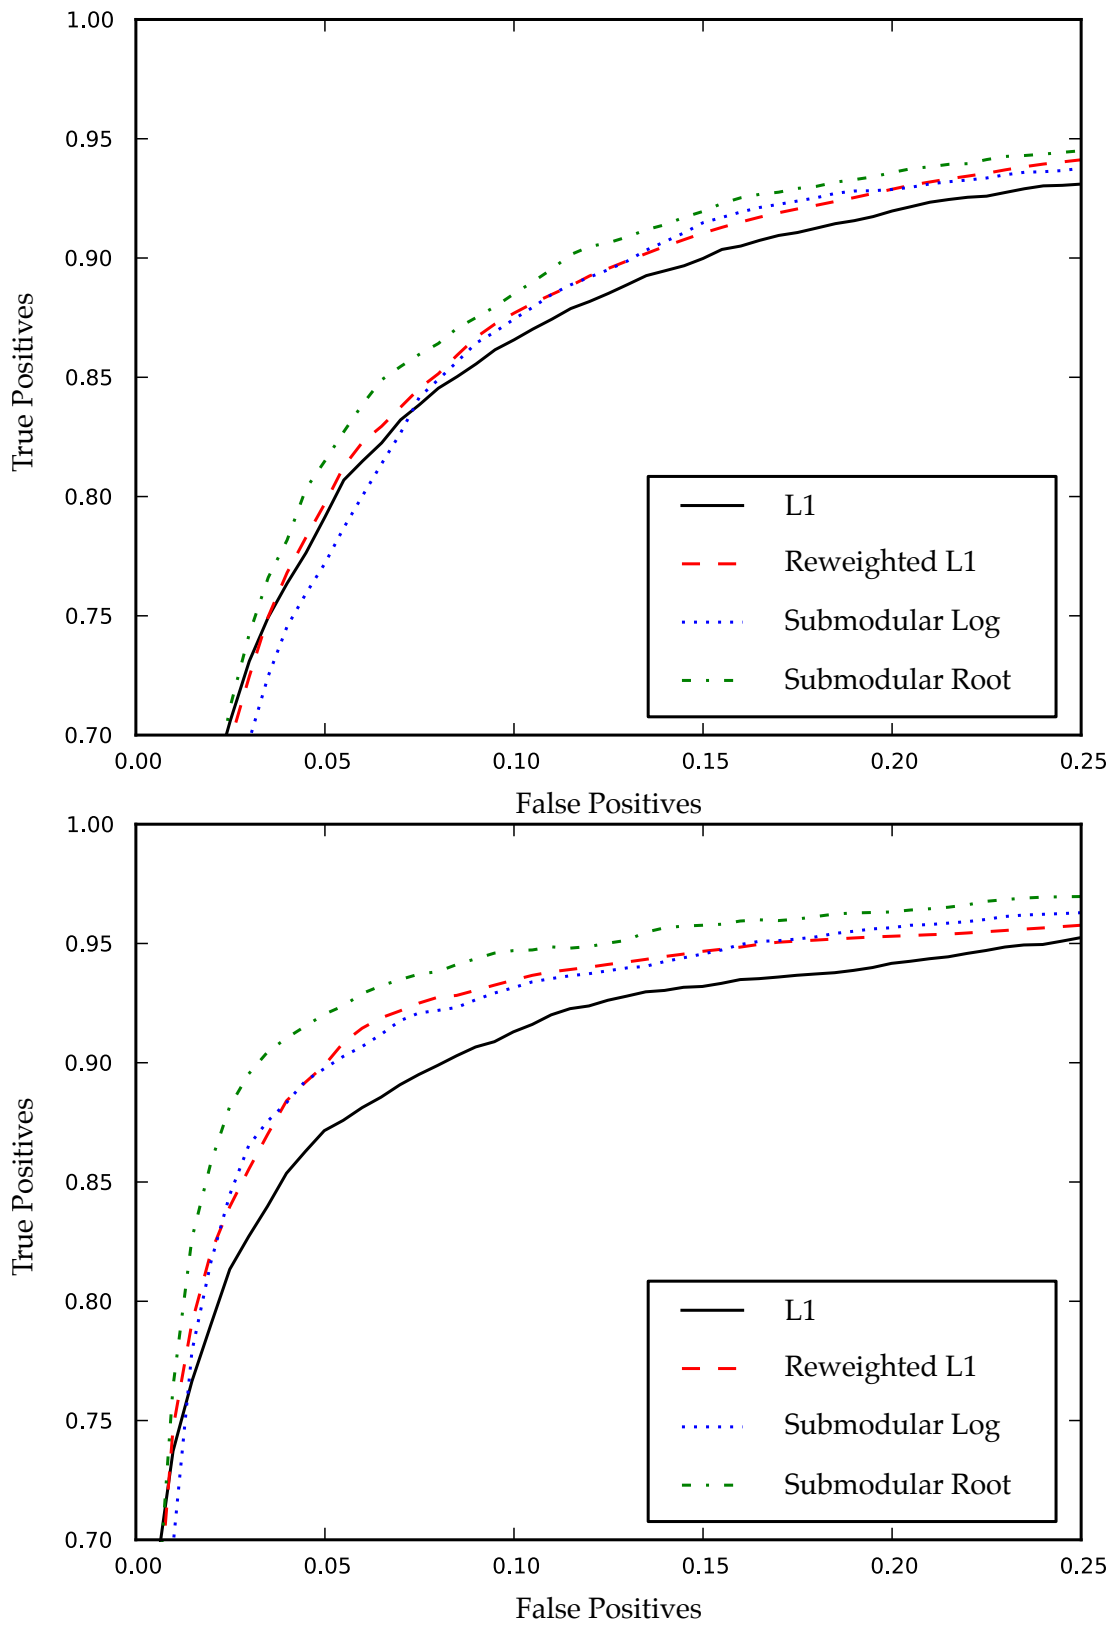 1.00
0.95
0.90
0.85
0.80
0.75
0.70
True Positives
L1
Reweighted L1
Submodular Log
Submodular Root
0.00 0.05 0.10 0.15 0.20 0.25
False Positives
1.00
0.95
0.90
0.85
0.80
0.75
0.70
True Positives
L1
Reweighted L1
Submodular Log
Submodular Root
0.00 0.05 0.10 0.15 0.20 0.25
False Positives